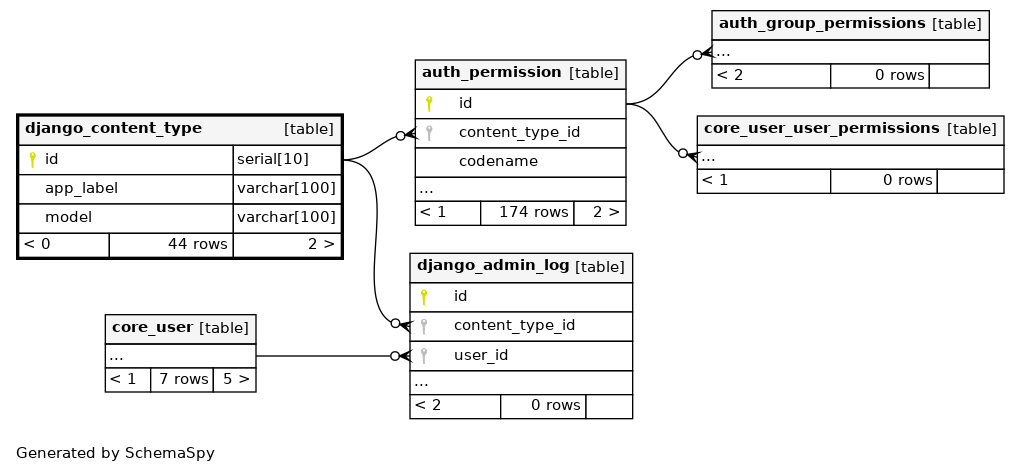 auth_group_permissions [table]
...
< 2 0 rows
auth_permission [table]
id
content_type_id
codename
...
< 1 174 rows 2 >
core_user_user_permissions [table]
...
< 1 0 rows
django_content_type [table]
id serial[10]
app_label varchar[100]
model varchar[100]
< 0 44 rows 2 >
django_admin_log [table]
id
content_type_id
user_id
...
< 2 0 rows
core_user [table]
...
< 1 7 rows 5 >
Generated by SchemaSpy